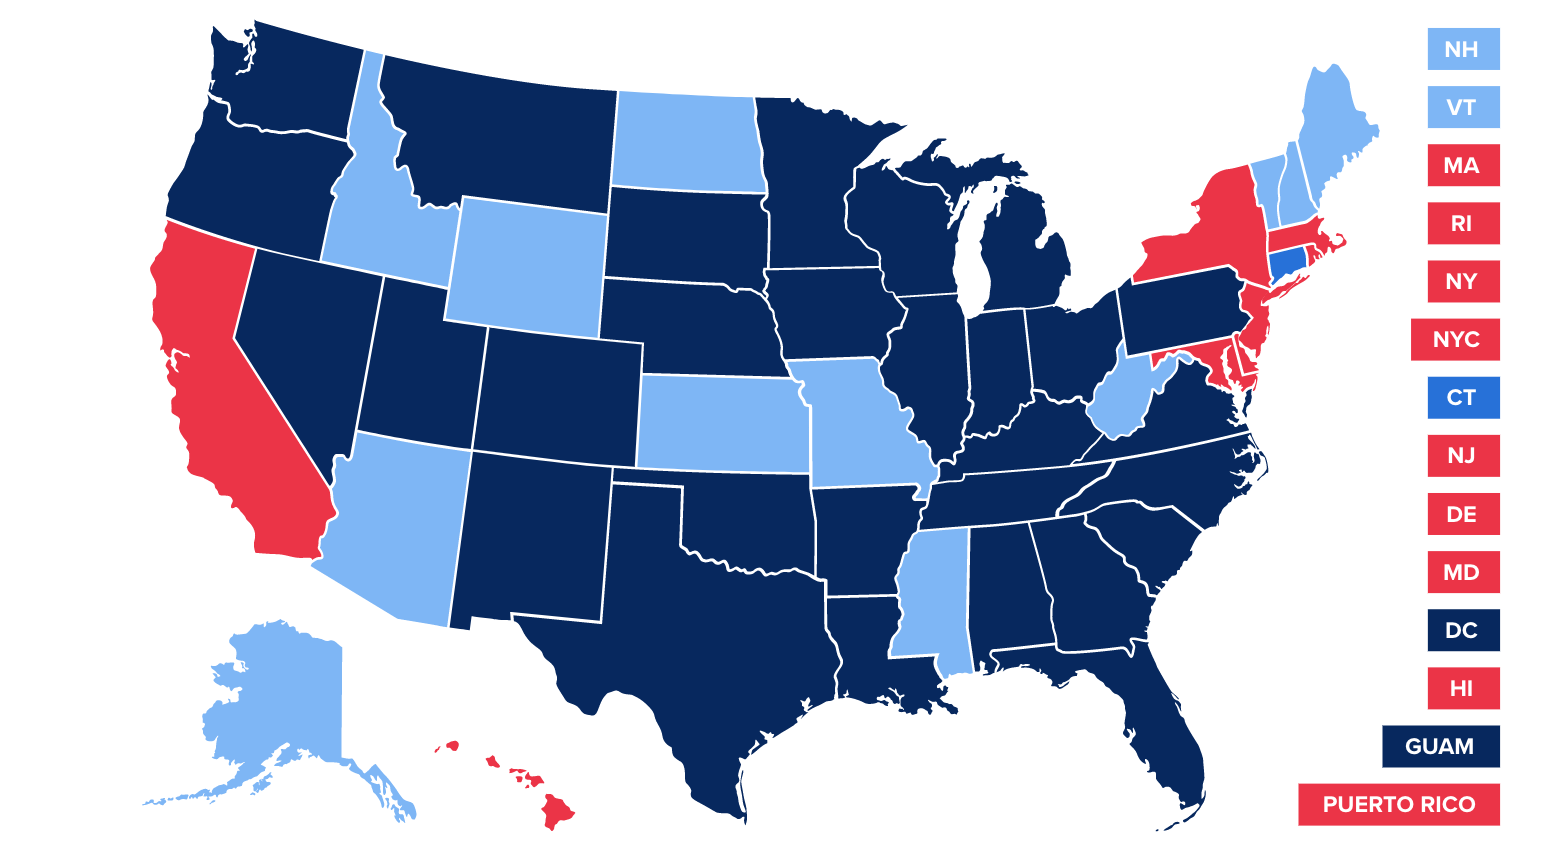 NH
VT
MA
RI
NY
NYC
CT
NJ
DE
MD
DC
HI
GUAM
PUERTO RICO